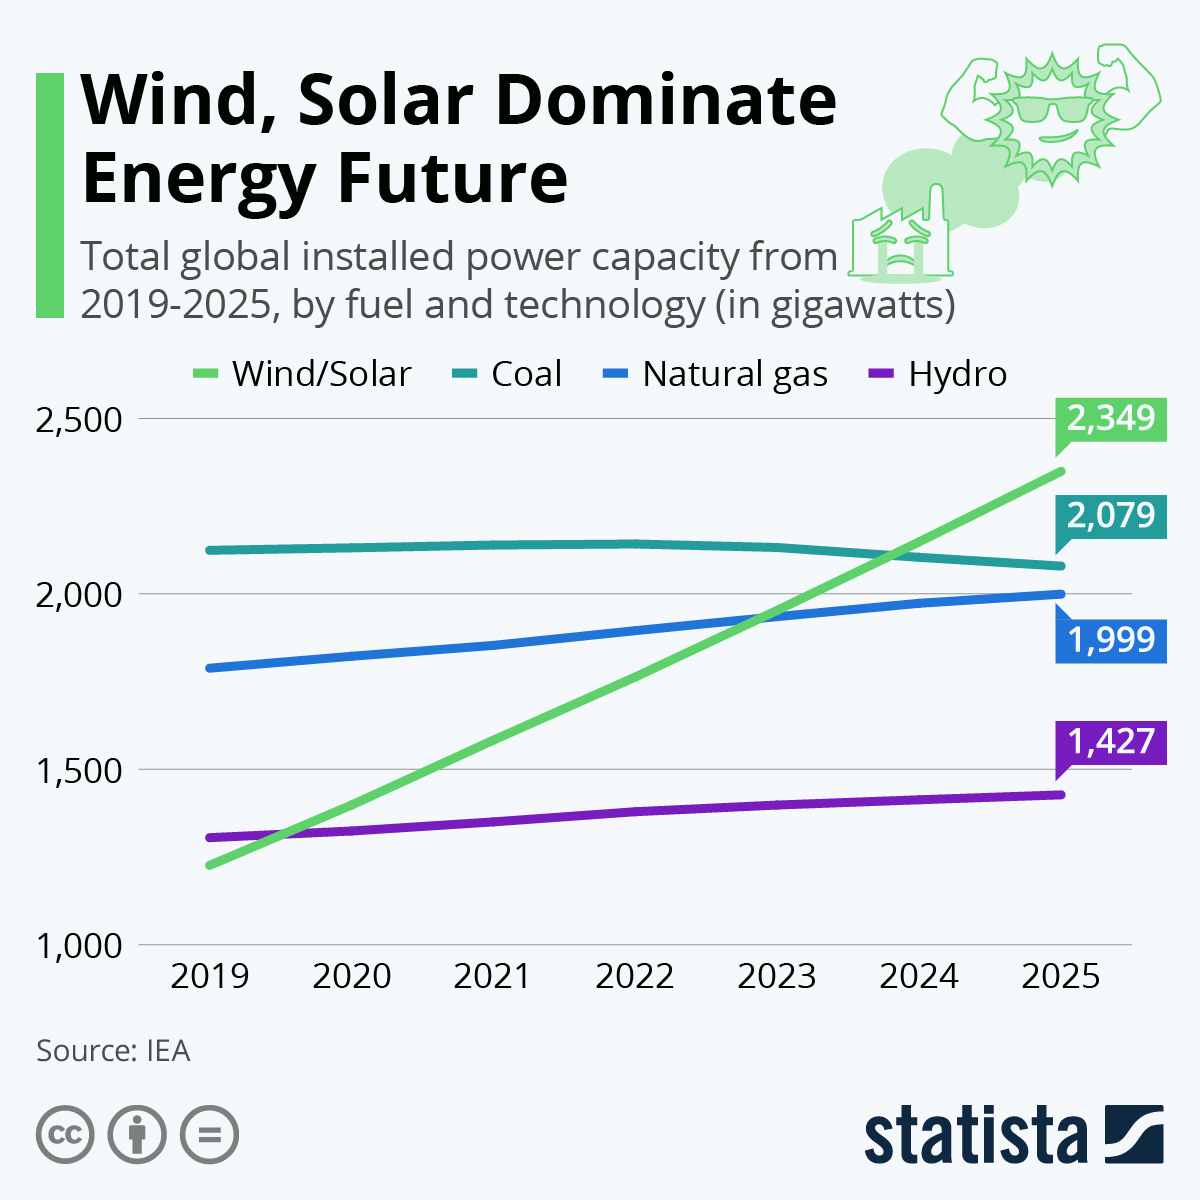 Wind, Solar Dominate
Energy Future
Total global installed power capacity from
2019-2025, by fuel and technology (in gigawatts)
Wind/Solar Coal Natural gas Hydro
2,500
2,349
2,079
2,000
1,999
1,427
1,500
1,000
2019 2020 2021 2022 2023 2024 2025
Source: IEA
cc =
statista